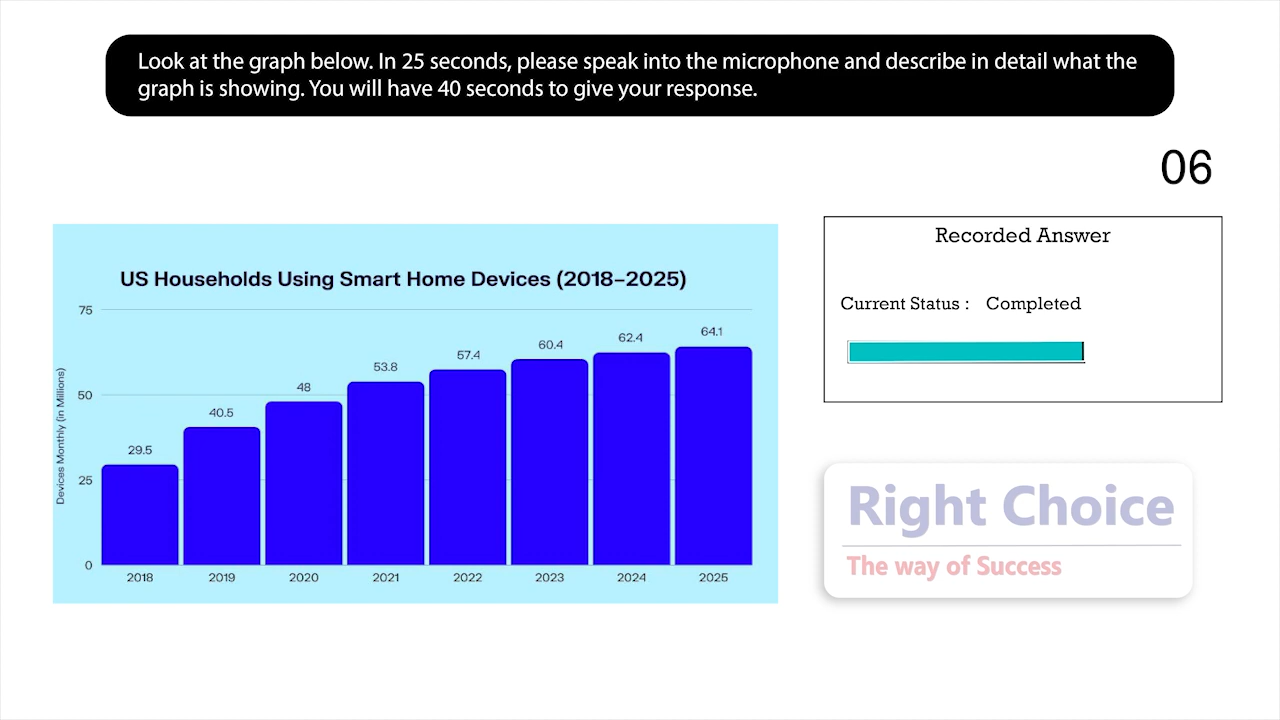 Look at the graph below. In 25 seconds, please speak into the microphone and describe in detail what the
graph is showing. You will have 40 seconds to give your response.
06
US Households Using Smart Home Devices (2018–2025)
Devices Monthly (in Millions)
75
50
25
0
29.5
40.5
48
53.8
57.4
60.4
62.4
64.1
2018 2019 2020 2021 2022 2023 2024 2025
Recorded Answer
Current Status : Completed
Right Choice
The way of Success